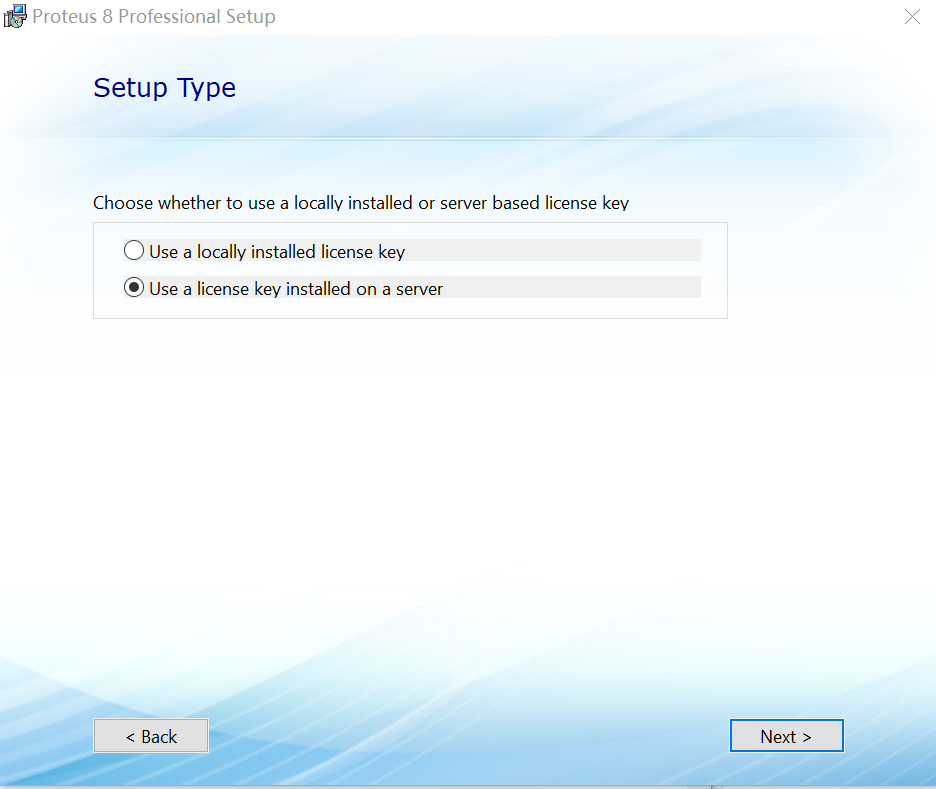 Proteus 8 Professional Setup
Setup Type
Choose whether to use a locally installed or server based license key
Use a locally installed license key
Use a license key installed on a server
< Back
Next >